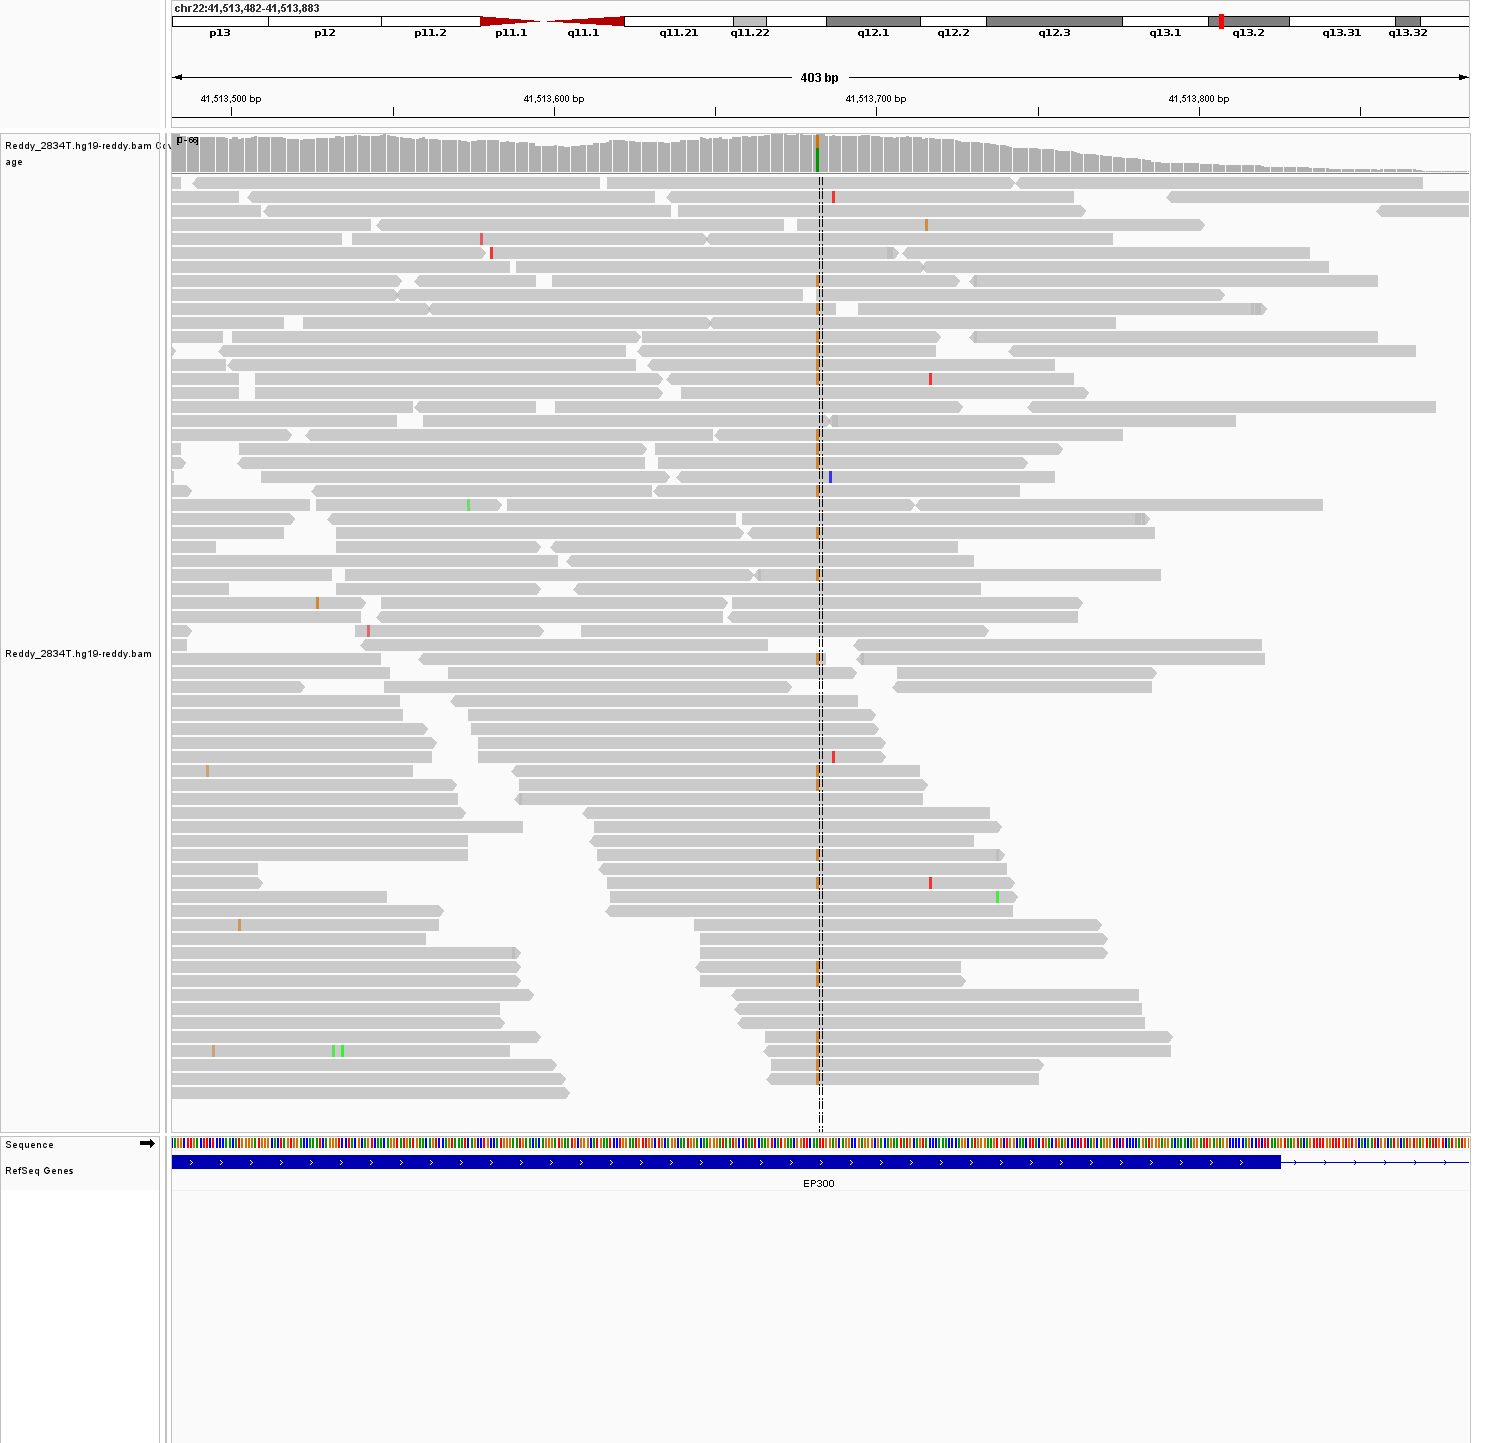 chr22:41,513,482-41,513,883
p13 p12 p11.2 p11.1 q11.1 q11.21 q11.22 q12.1 q12.2 q12.3 q13.1 q13.2 q13.31 q13.32
403 bp
41,513,500 bp 41,513,600 bp 41,513,700 bp 41,513,800 bp
Reddy_2834T.hg19-reddy.bam
age
Reddy_2834T.hg19-reddy.bam
Sequence
RefSeq Genes
EP300